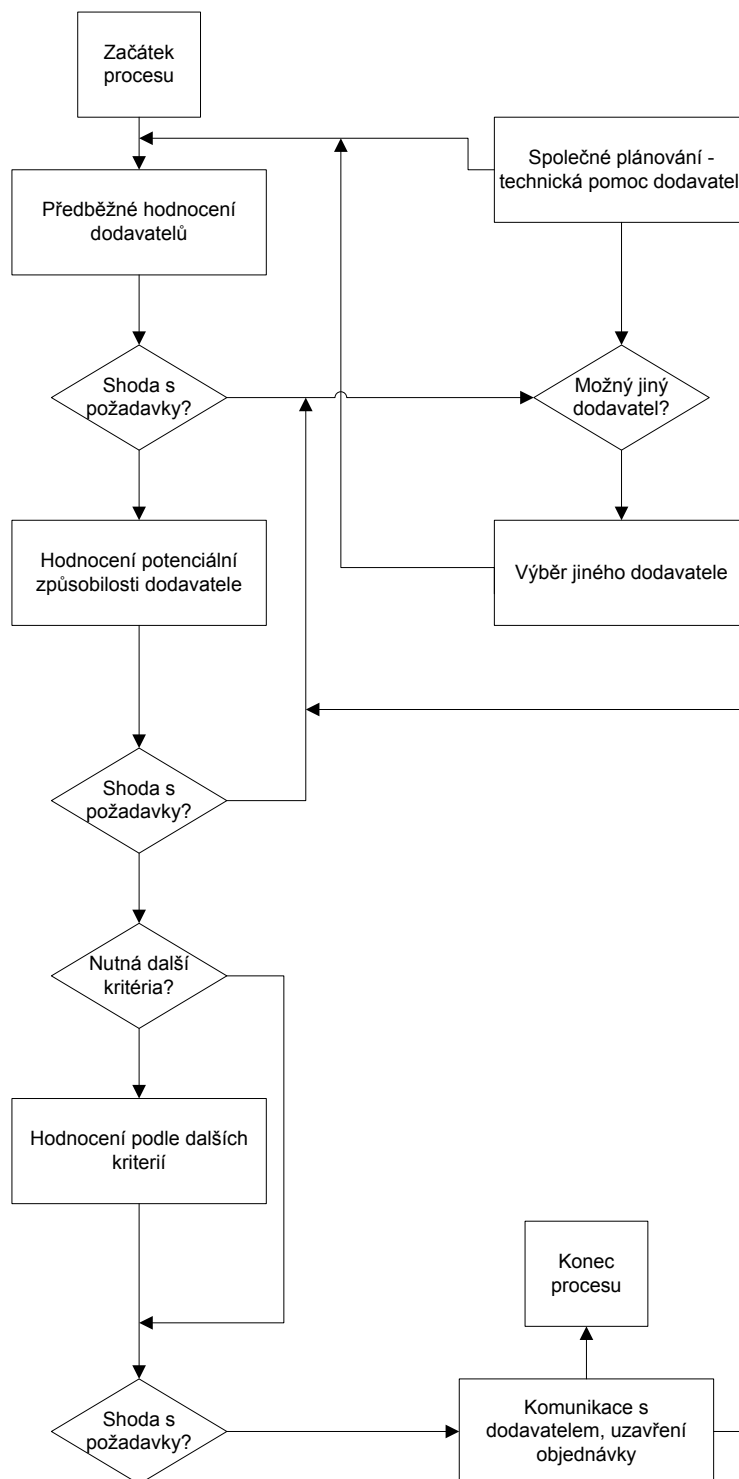 Začátek
procesu
Společné plánování -
technická pomoc dodavatel
Předběžné hodnocení
dodavatelů
Shoda s
požadavky?
Možný jiný
dodavatel?
Hodnocení potenciální
způsobilosti dodavatele
Výběr jiného dodavatele
Shoda s
požadavky?
Nutná další
kritéria?
Hodnocení podle dalších
kriterií
Konec
procesu
Shoda s
požadavky?
Komunikace s
dodavatelem, uzavření
objednávky